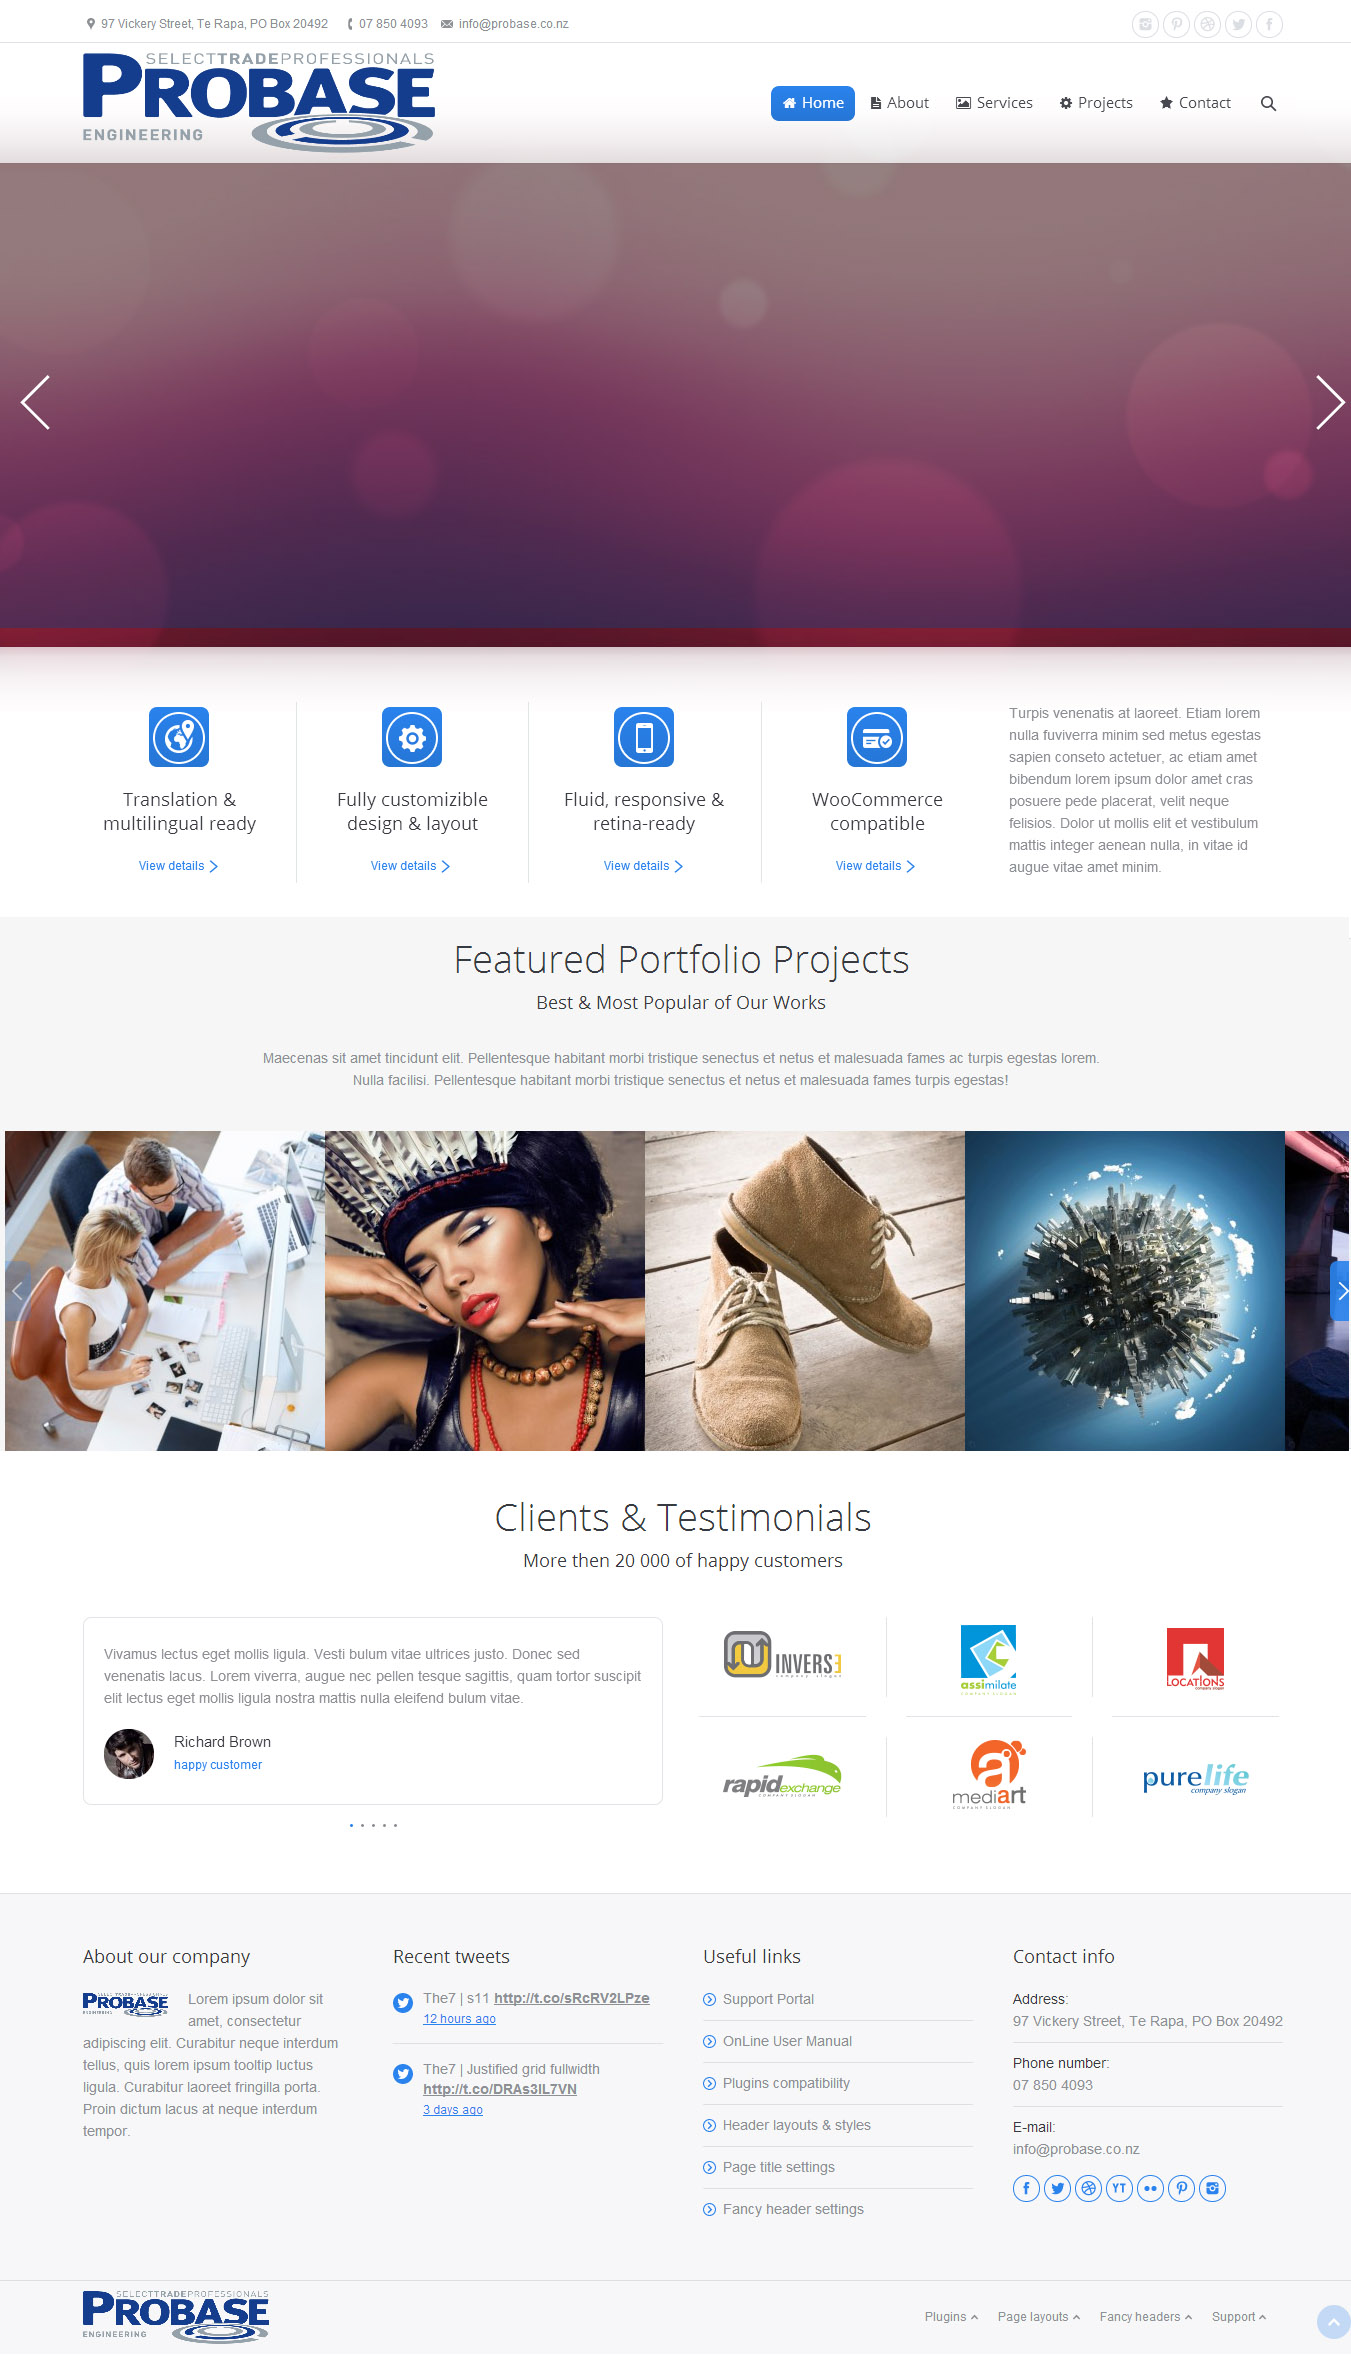 97 Vickery Street, Te Rapa, PO Box 20492 07 850 4093 info@probase.co.nz
SELECTTRADEPROFESSIONALS
PROBASE
ENGINEERING
Home About Services Projects Contact
Translation &
multilingual ready
View details
Fully customizible
design & layout
View details
Fluid, responsive &
retina-ready
View details
WooCommerce
compatible
View details
Turpis venenatis at laoreet. Etiam lorem
nulla fuviverra minim sed metus egestas
sapien conseto actetuer, ac etiam amet
bibendum lorem ipsum dolor amet cras
posuere pede placerat, velit neque
felisios. Dolor ut mollis elit et vestibulum
mattis integer aenean nulla, in vitae id
augue vitae amet minim.
Featured Portfolio Projects
Best & Most Popular of Our Works
Maecenas sit amet tincidunt elit. Pellentesque habitant morbi tristique senectus et netus et malesuada fames ac turpis egestas lorem.
Nulla facilisi. Pellentesque habitant morbi tristique senectus et netus et malesuada fames turpis egestas!
Clients & Testimonials
More then 20 000 of happy customers
Vivamus lectus eget mollis ligula. Vesti bulum vitae ultrices justo. Donec sed
venenatis lacus. Lorem viverra, augue nec pellen tesque sagittis, quam tortor suscipit
elit lectus eget mollis ligula nostra mattis nulla eleifend bulum vitae.
Richard Brown
happy customer
INVERSE
company slogan
assimilate
COMPANY SLOGAN
LOCATIONS
company slogan
rapidexchange
COMPANY SLOGAN
mediart
COMPANY SLOGAN
purelife
company slogan
About our company
PROBASE
Lorem ipsum dolor sit
amet, consectetur
adipiscing elit. Curabitur neque interdum
tellus, quis lorem ipsum tooltip luctus
ligula. Curabitur laoreet fringilla porta.
Proin dictum lacus at neque interdum
tempor.
Recent tweets
The7 | s11 http://t.co/sRcRV2LPze
12 hours ago
The7 | Justified grid fullwidth
http://t.co/DRAs3IL7VN
3 days ago
Useful links
Support Portal
OnLine User Manual
Plugins compatibility
Header layouts & styles
Page title settings
Fancy header settings
Contact info
Address:
97 Vickery Street, Te Rapa, PO Box 20492
Phone number:
07 850 4093
E-mail:
info@probase.co.nz
YT
SELECTTRADEPROFESSIONALS
PROBASE
ENGINEERING
Plugins Page layouts Fancy headers Support